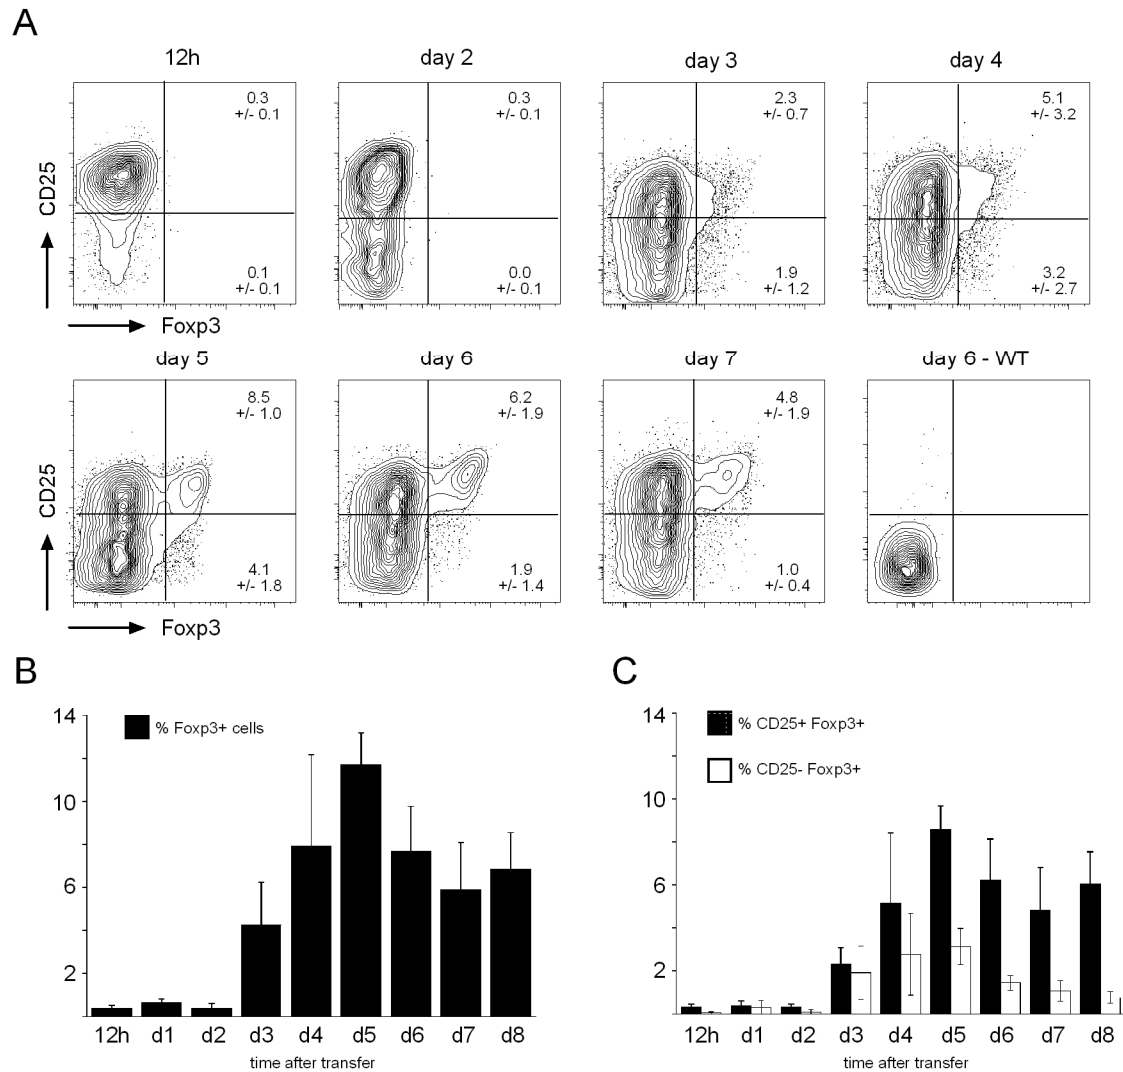 A
12h
day 2
day 3
day 4
0.3
+/- 0.1
0.3
+/- 0.1
2.3
+/- 0.7
5.1
+/- 3.2
CD25
0.1
+/- 0.1
0.0
+/- 0.1
1.9
+/- 1.2
3.2
+/- 2.7
Foxp3
day 5
day 6
day 7
day 6 - WT
8.5
+/- 1.0
6.2
+/- 1.9
4.8
+/- 1.9
CD25
4.1
+/- 1.8
1.9
+/- 1.4
1.0
+/- 0.4
Foxp3
B
14
10
6
2
% Foxp3+ cells
12h d1 d2 d3 d4 d5 d6 d7 d8
time after transfer
C
14
10
6
2
% CD25+ Foxp3+
% CD25- Foxp3+
12h d1 d2 d3 d4 d5 d6 d7 d8
time after transfer